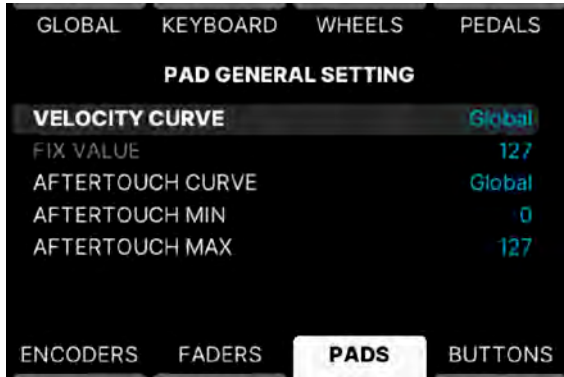 GLOBAL KEYBOARD WHEELS PEDALS
PAD GENERAL SETTING
VELOCITY CURVE Global
FIX VALUE 127
AFTERTOUCH CURVE Global
AFTERTOUCH MIN 0
AFTERTOUCH MAX 127
ENCODERS FADERS PADS BUTTONS